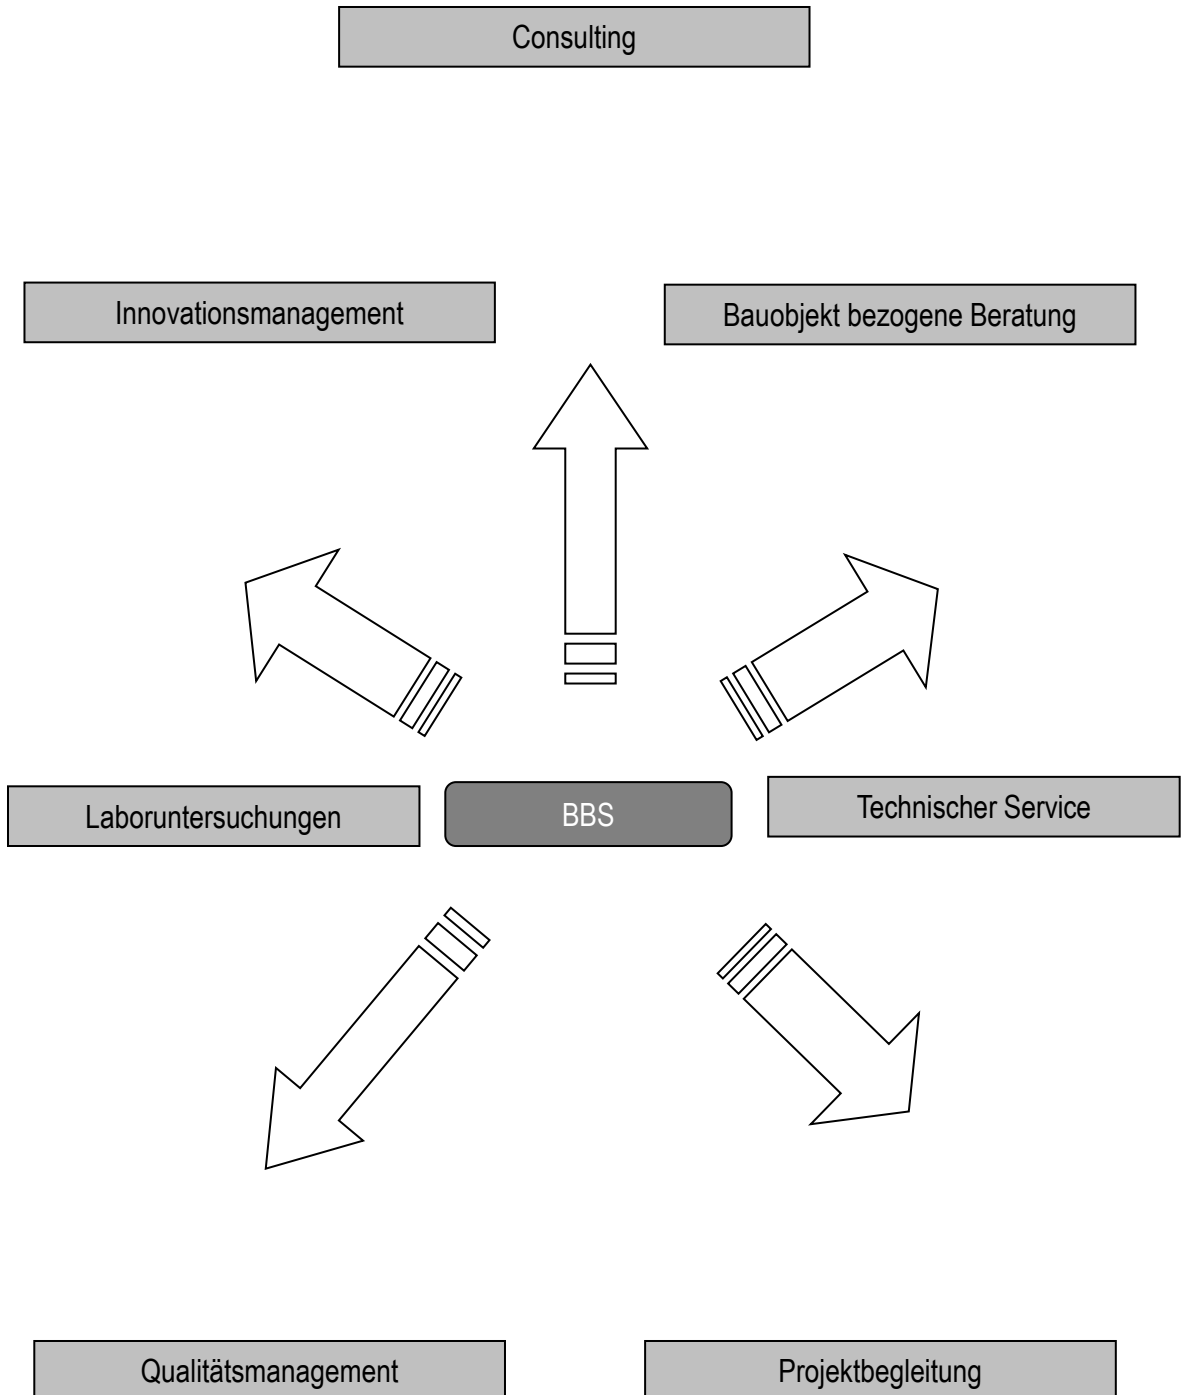 Consulting
Innovationsmanagement
Bauobjekt bezogene Beratung
Laboruntersuchungen
BBS
Technischer Service
Qualitätsmanagement
Projektbegleitung